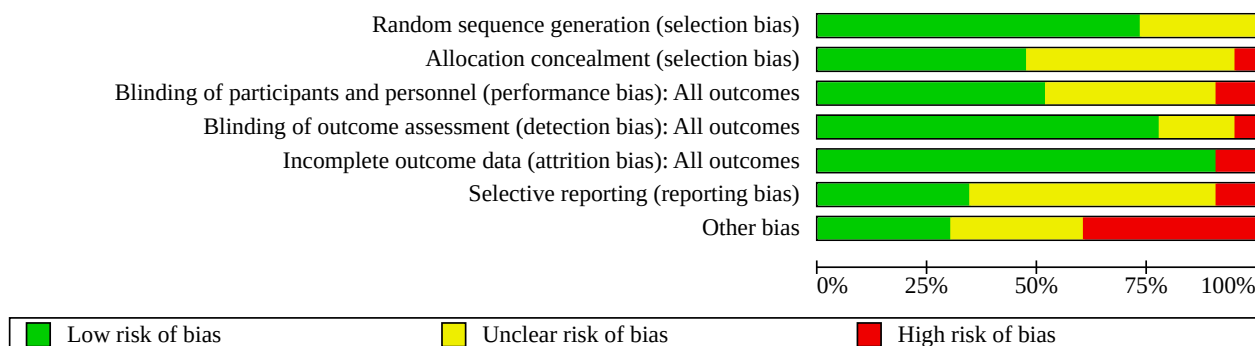 Random sequence generation (selection bias)
Allocation concealment (selection bias)
Blinding of participants and personnel (performance bias): All outcomes
Blinding of outcome assessment (detection bias): All outcomes
Incomplete outcome data (attrition bias): All outcomes
Selective reporting (reporting bias)
Other bias
0% 25% 50% 75% 100%
Low risk of bias Unclear risk of bias High risk of bias